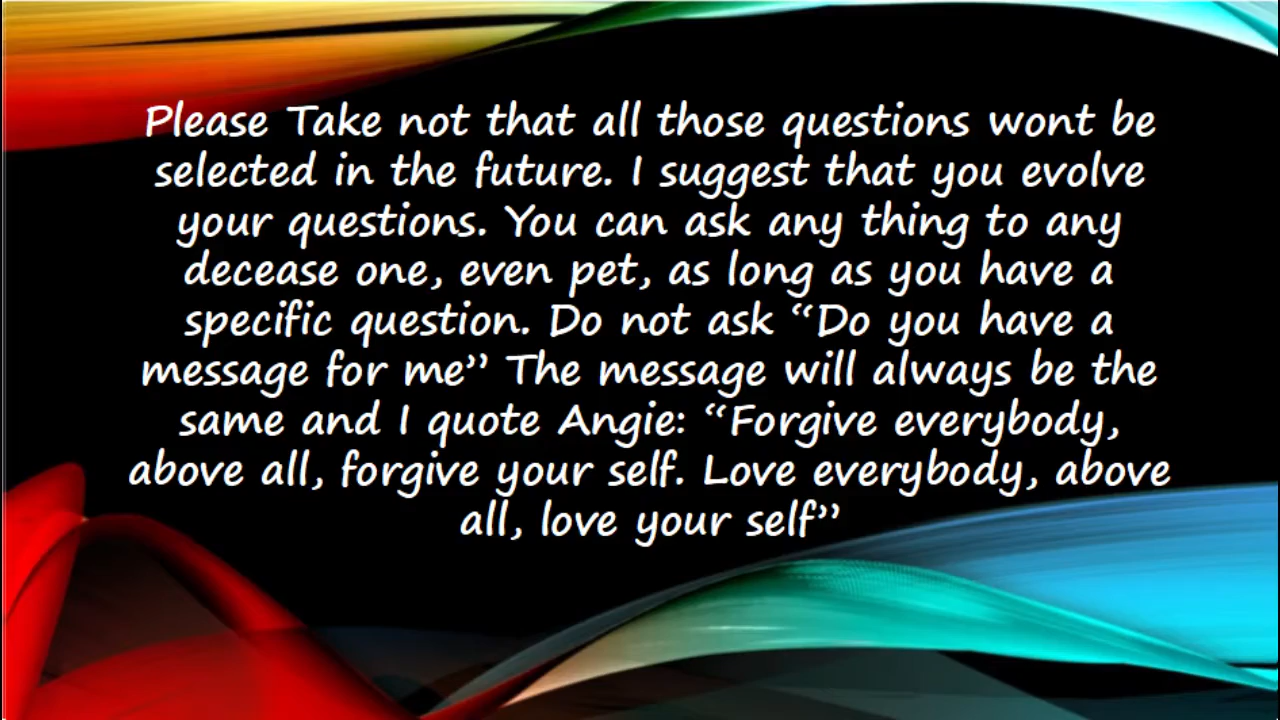 Please Take not that all those questions wont be
selected in the future. I suggest that you evolve
your questions. You can ask any thing to any
decease one, even pet, as long as you have a
specific question. Do not ask “Do you have a
message for me” The message will always be the
same and I quote Angie: “Forgive everybody,
above all, forgive your self. Love everybody, above
all, love your self”